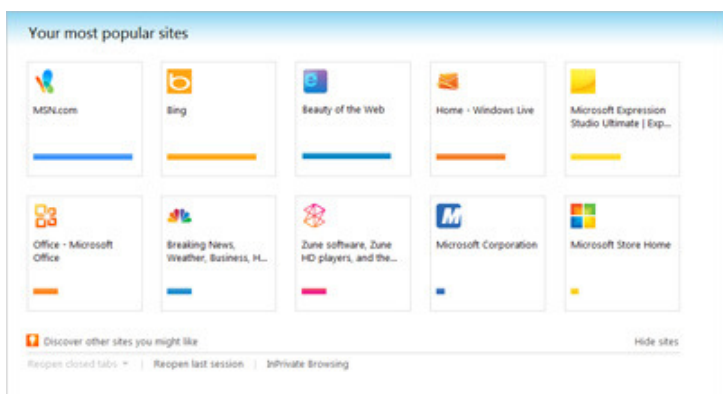 Your most popular sites
MSN.com
Bing
Beauty of the Web
Home - Windows Live
Microsoft Expression
Studio Ultimate | Exp...
Office - Microsoft
Office
Breaking News,
Weather, Business, H...
Zune software, Zune
HD players, and the...
Microsoft Corporation
Microsoft Store Home
Discover other sites you might like
Hide sites
Reopen closed tabs
Reopen last session
InPrivate Browsing